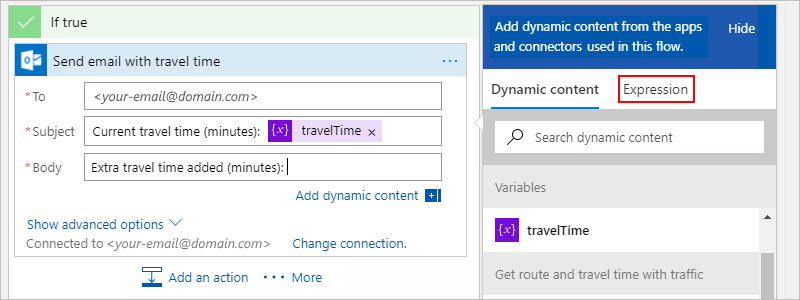 If true
Send email with travel time
* To
<your-email@domain.com>
* Subject
Current travel time (minutes): {x} travelTime ×
* Body
Extra travel time added (minutes):
Add dynamic content
Show advanced options
Connected to <your-email@domain.com> Change connection.
Add an action
More
Add dynamic content from the apps
and connectors used in this flow.
Hide
Dynamic content
Expression
Search dynamic content
Variables
{x} travelTime
Get route and travel time with traffic